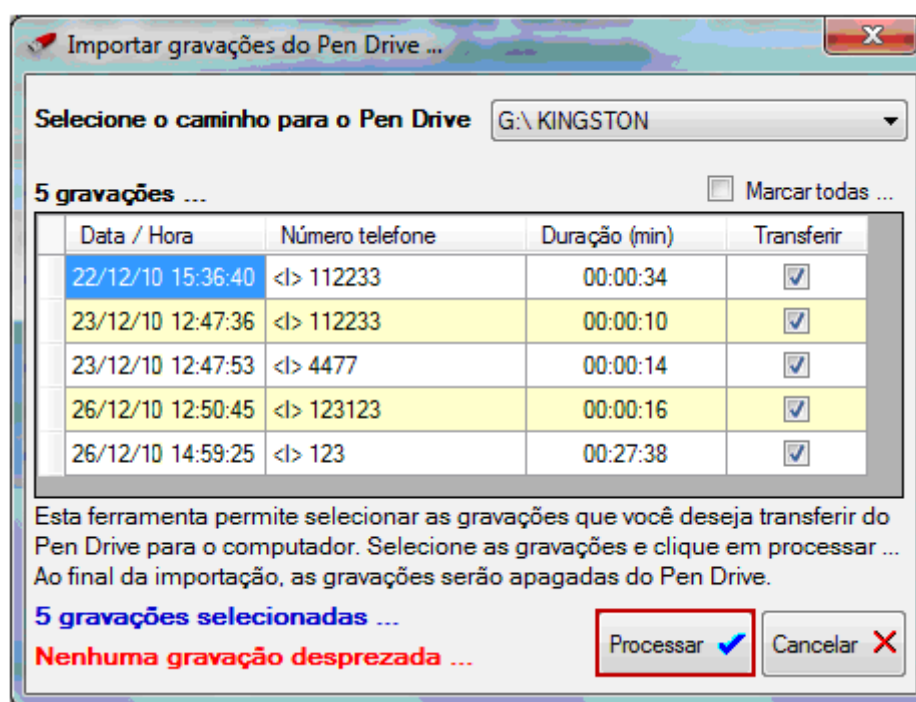 Importar gravações do Pen Drive ...
Selecione o caminho para o Pen Drive G:\ KINGSTON
5 gravações ... Marcar todas ...
Data / Hora Número telefone Duração (min) Transferir
22/12/10 15:36:40 <I> 112233 00:00:34
23/12/10 12:47:36 <I> 112233 00:00:10
23/12/10 12:47:53 <I> 4477 00:00:14
26/12/10 12:50:45 <I> 123123 00:00:16
26/12/10 14:59:25 <I> 123 00:27:38
Esta ferramenta permite selecionar as gravações que você deseja transferir do
Pen Drive para o computador. Selecione as gravações e clique em processar ...
Ao final da importação, as gravações serão apagadas do Pen Drive.
5 gravações selecionadas ...
Nenhuma gravação desprezada ...
Processar Cancelar